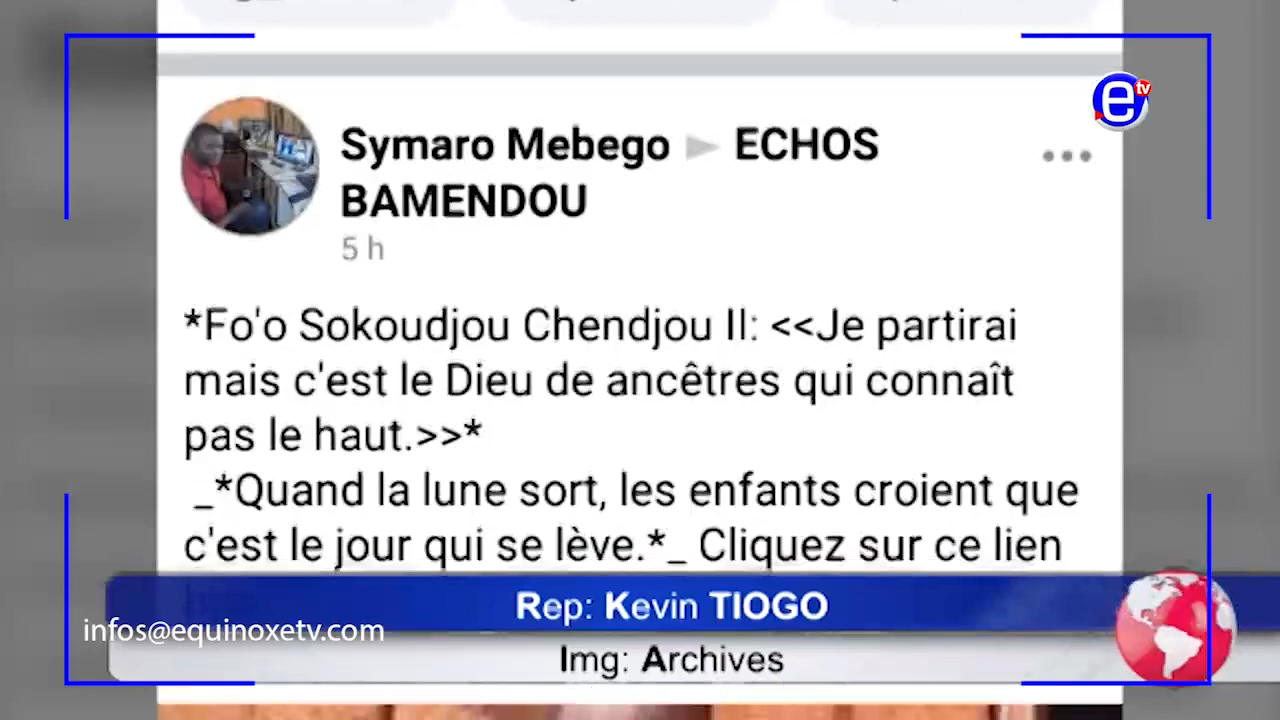 e tv
Symaro Mebego ► ECHOS
BAMENDOU
5 h
*Fo'o Sokoudjou Chendjou II: <<Je partirai
mais c'est le Dieu de ancêtres qui connaît
pas le haut.>>*
_*Quand la lune sort, les enfants croient que
c'est le jour qui se lève.*_ Cliquez sur ce lien
Rep: Kevin TIOGO
infos@equinoxetv.com
Img: Archives